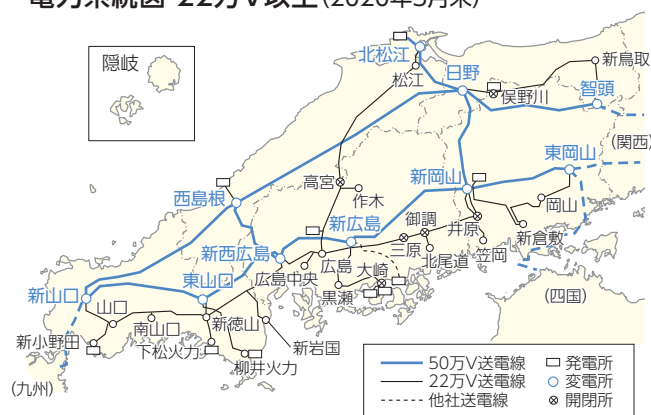 電力系統図 22万V以上(2020年3月末)
隠岐
北松江
松江
日野
俣野川
新鳥取
智頭
(関西)
東岡山
西島根
高宮
作木
新岡山
岡山
新西広島
新広島
御調
井原
新倉敷
広島中央
広島
三原
北尾道
笠岡
大崎
黒瀬
新山口
東山口
山口
南山口
新徳山
新岩国
新小野田
下松火力
柳井火力
(四国)
(九州)
50万V送電線 発電所
22万V送電線 変電所
他社送電線 開閉所